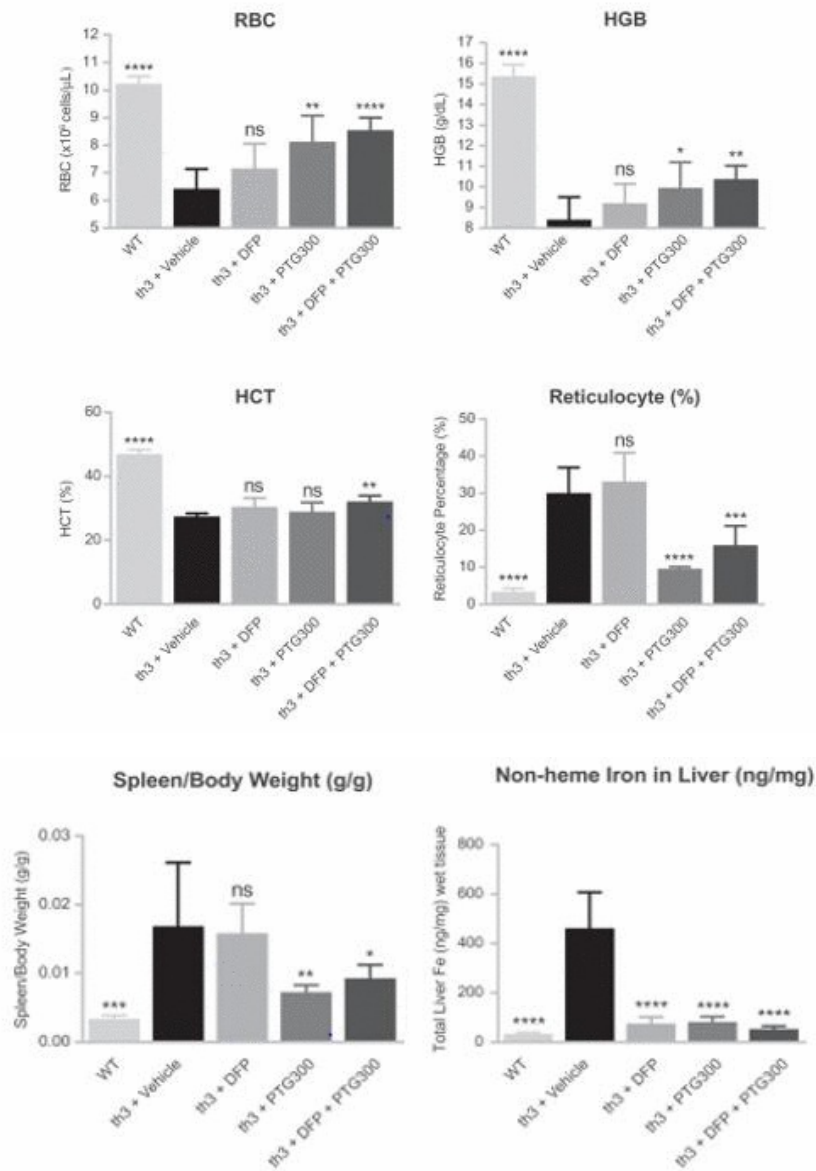 RBC
RBC (x10⁶ cells/μL)
12
11
10
9
8
7
6
5
****
ns
**
****
WT
th3 + Vehicle
th3 + DFP
th3 + PTG300
th3 + DFP + PTG300
HGB
HGB (g/dL)
17
16
15
14
13
12
11
10
9
8
****
ns
*
**
WT
th3 + Vehicle
th3 + DFP
th3 + PTG300
th3 + DFP + PTG300
HCT
HCT (%)
60
40
20
0
****
ns
ns
**
WT
th3 + Vehicle
th3 + DFP
th3 + PTG300
th3 + DFP + PTG300
Reticulocyte (%)
Reticulocyte Percentage (%)
50
40
30
20
10
0
****
ns
****
***
WT
th3 + Vehicle
th3 + DFP
th3 + PTG300
th3 + DFP + PTG300
Spleen/Body Weight (g/g)
Spleen/Body Weight (g/g)
0.03
0.02
0.01
0.00
***
ns
**
*
WT
th3 + Vehicle
th3 + DFP
th3 + PTG300
th3 + DFP + PTG300
Non-heme Iron in Liver (ng/mg)
Total Liver Fe (ng/mg) wet tissue
800
600
400
200
0
****
****
****
****
WT
th3 + Vehicle
th3 + DFP
th3 + PTG300
th3 + DFP + PTG300